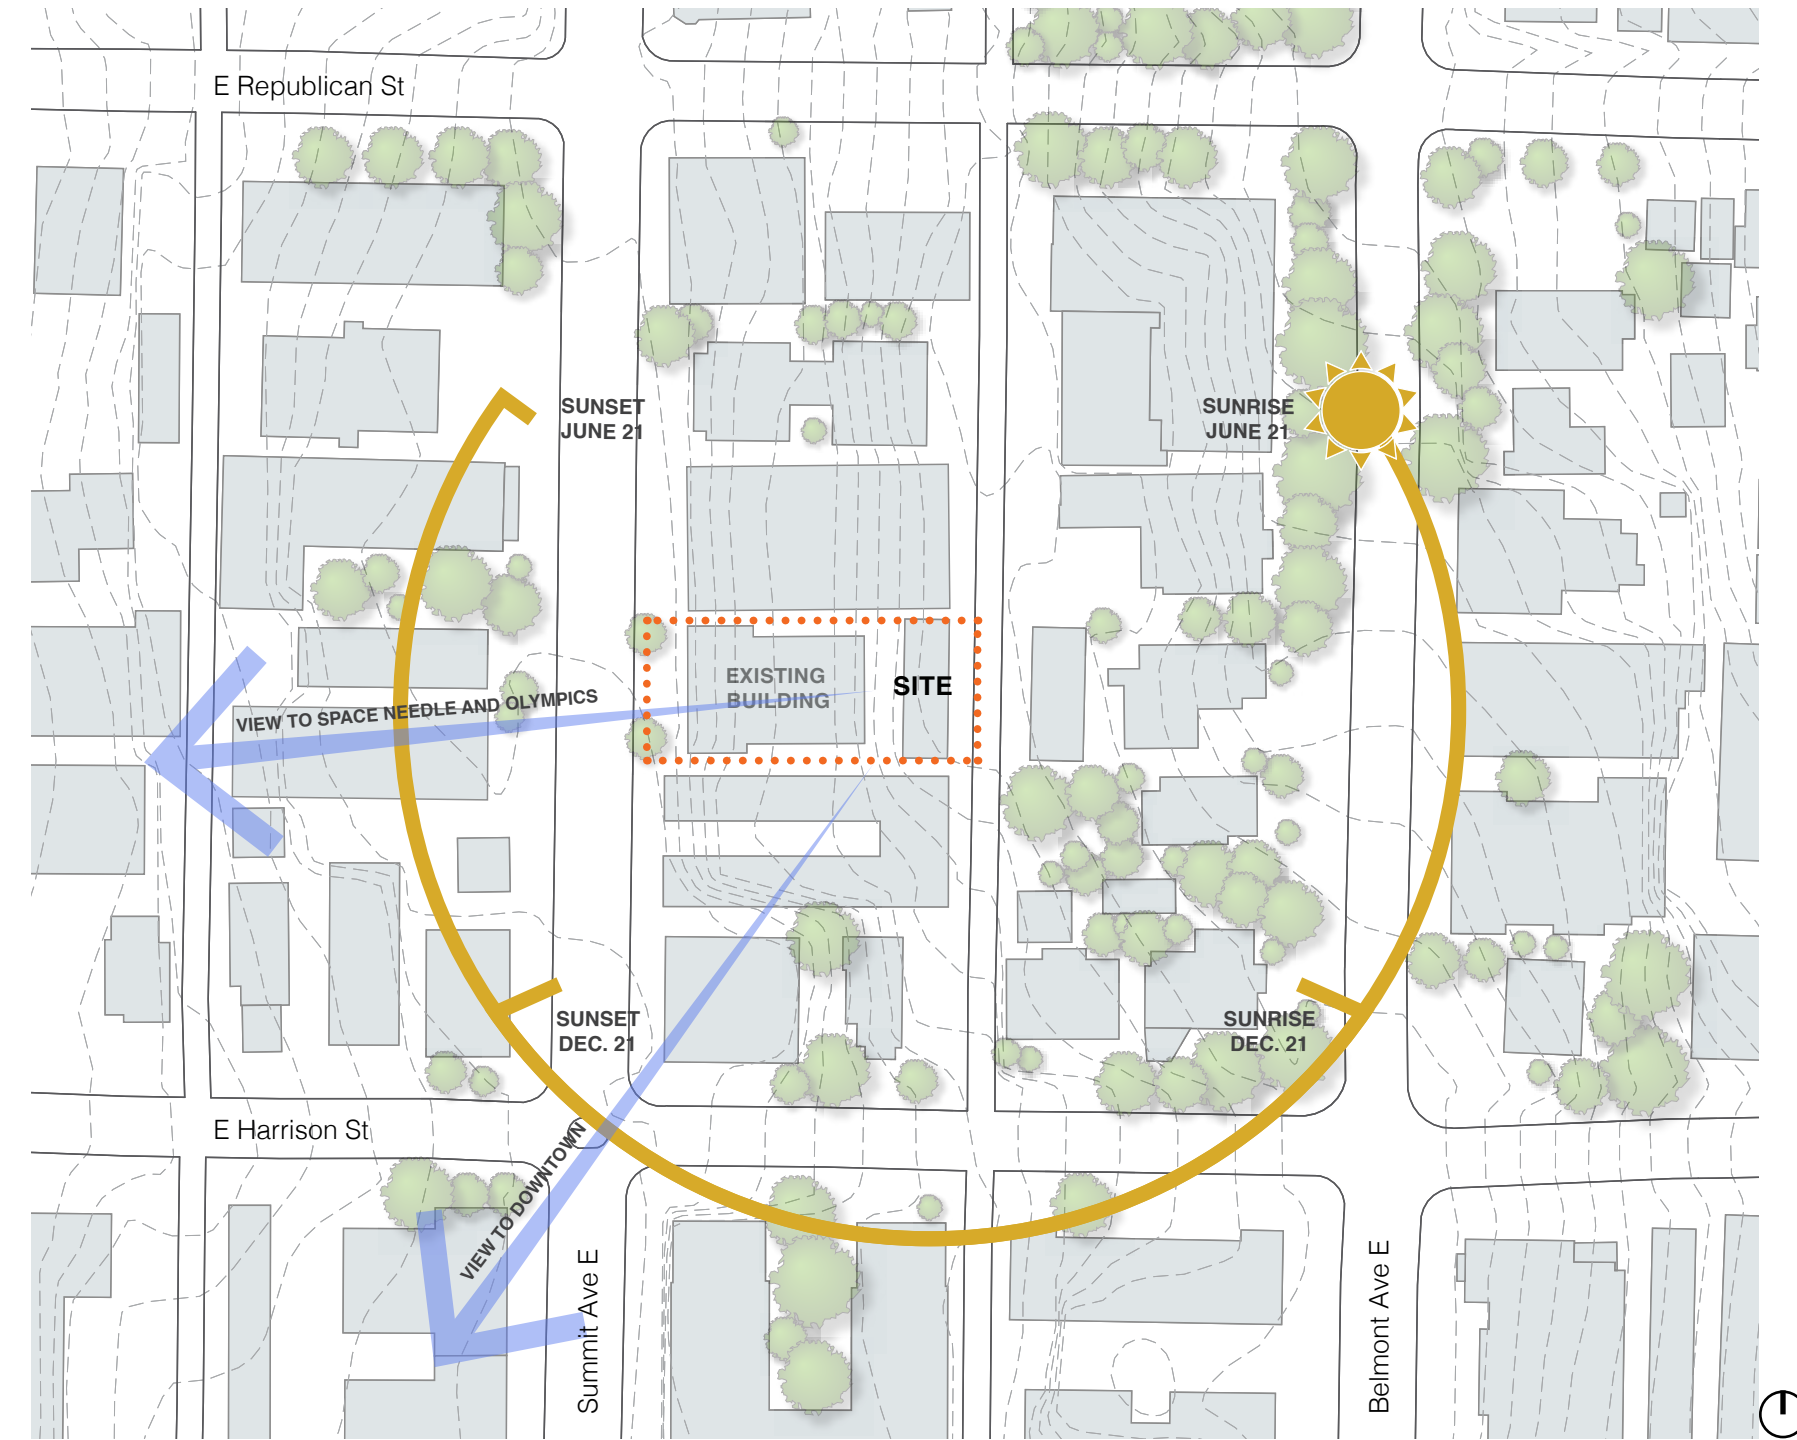 E Republican St
SUNSET
JUNE 21
SUNRISE
JUNE 21
EXISTING
BUILDING
SITE
VIEW TO SPACE NEEDLE AND OLYMPICS
SUNSET
DEC. 21
SUNRISE
DEC. 21
E Harrison St
VIEW TO DOWNTOWN
Summit Ave E
Belmont Ave E